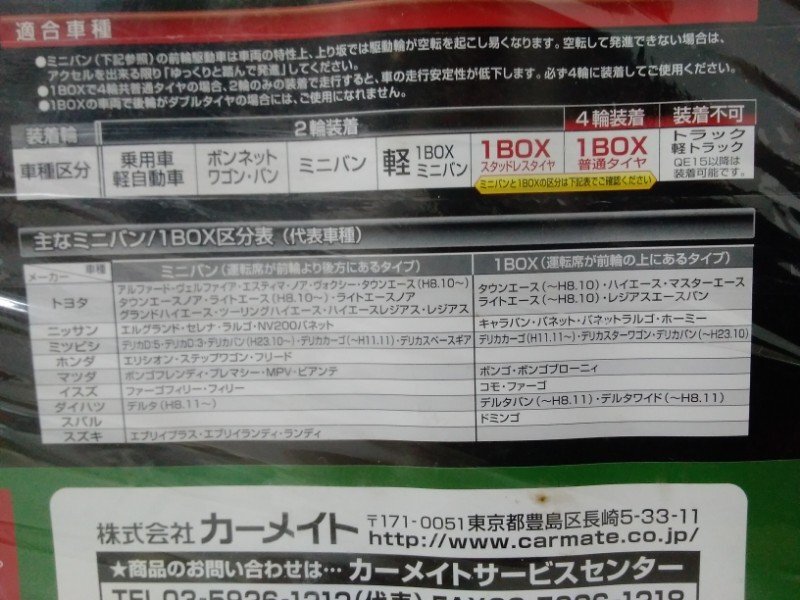 適合車種
●ミニバン(下記参照)の前輪駆動車は車両の特性上、上り坂では駆動輪が空転を起こし易くなります。空転して発進できない場合は、
アクセルを出来る限り「ゆっくりと踏んで発進」してください。
●1BOXで4輪共普通タイヤの場合、2輪のみの装着で走行すると、車の走行安定性が低下します。必ず4輪に装着してご使用ください。
●1BOXの車両で後輪がダブルタイヤの場合には、ご使用になれません。
装着輪 2輪装着 4輪装着 装着不可
車種区分 乗用車 軽自動車 ボンネットワゴン・バン ミニバン 軽 1BOX ミニバン 1BOX スタッドレスタイヤ 1BOX 普通タイヤ トラック 軽トラック QE15以降は装着可能です。
ミニバンと1BOXの区分は下記表でご確認ください
主なミニバン/1BOX区分表(代表車種)
メーカー 車種 ミニバン(運転席が前輪より後方にあるタイプ) 1BOX(運転席が前輪の上にあるタイプ)
トヨタ アルファード・ヴェルファイア・エスティマ・ノア・ヴォクシー・タウンエース(H8.10~) タウンエース(~H8.10)・ハイエース・マスターエース
タウンエースノア・ライトエース(H8.10~)・ライトエースノア ライトエース(~H8.10)・レジアスエースバン
グランドハイエース・ツーリングハイエース・ハイエースレジアス・レジアス
ニッサン エルグランド・セレナ・ラルゴ・NV200バネット キャラバン・バネット・バネットラルゴ・ホーミー
ミツビシ デリカD:5・デリカD:3・デリカバン(H23.10~)・デリカカーゴ(~H11.11)・デリカスペースギア デリカカーゴ(H11.11~)・デリカスターワゴン・デリカバン(~H23.10)
ホンダ エリシオン・ステップワゴン・フリード
マツダ ボンゴフレンディ・プレマシー・MPV・ビアンテ ボンゴ・ボンゴブローニィ
イスズ ファーゴフィリー・フィリー コモ・ファーゴ
ダイハツ デルタ(H8.11~) デルタバン(~H8.11)・デルタワイド(~H8.11)
スバル ドミンゴ
スズキ エブリイプラス・エブリイランディ・ランディ
株式会社 カーメイト 〒171-0051東京都豊島区長崎5-33-11
http://www.carmate.co.jp/
★商品のお問い合わせは… カーメイトサービスセンター
TEL03-5926-1212(代表)